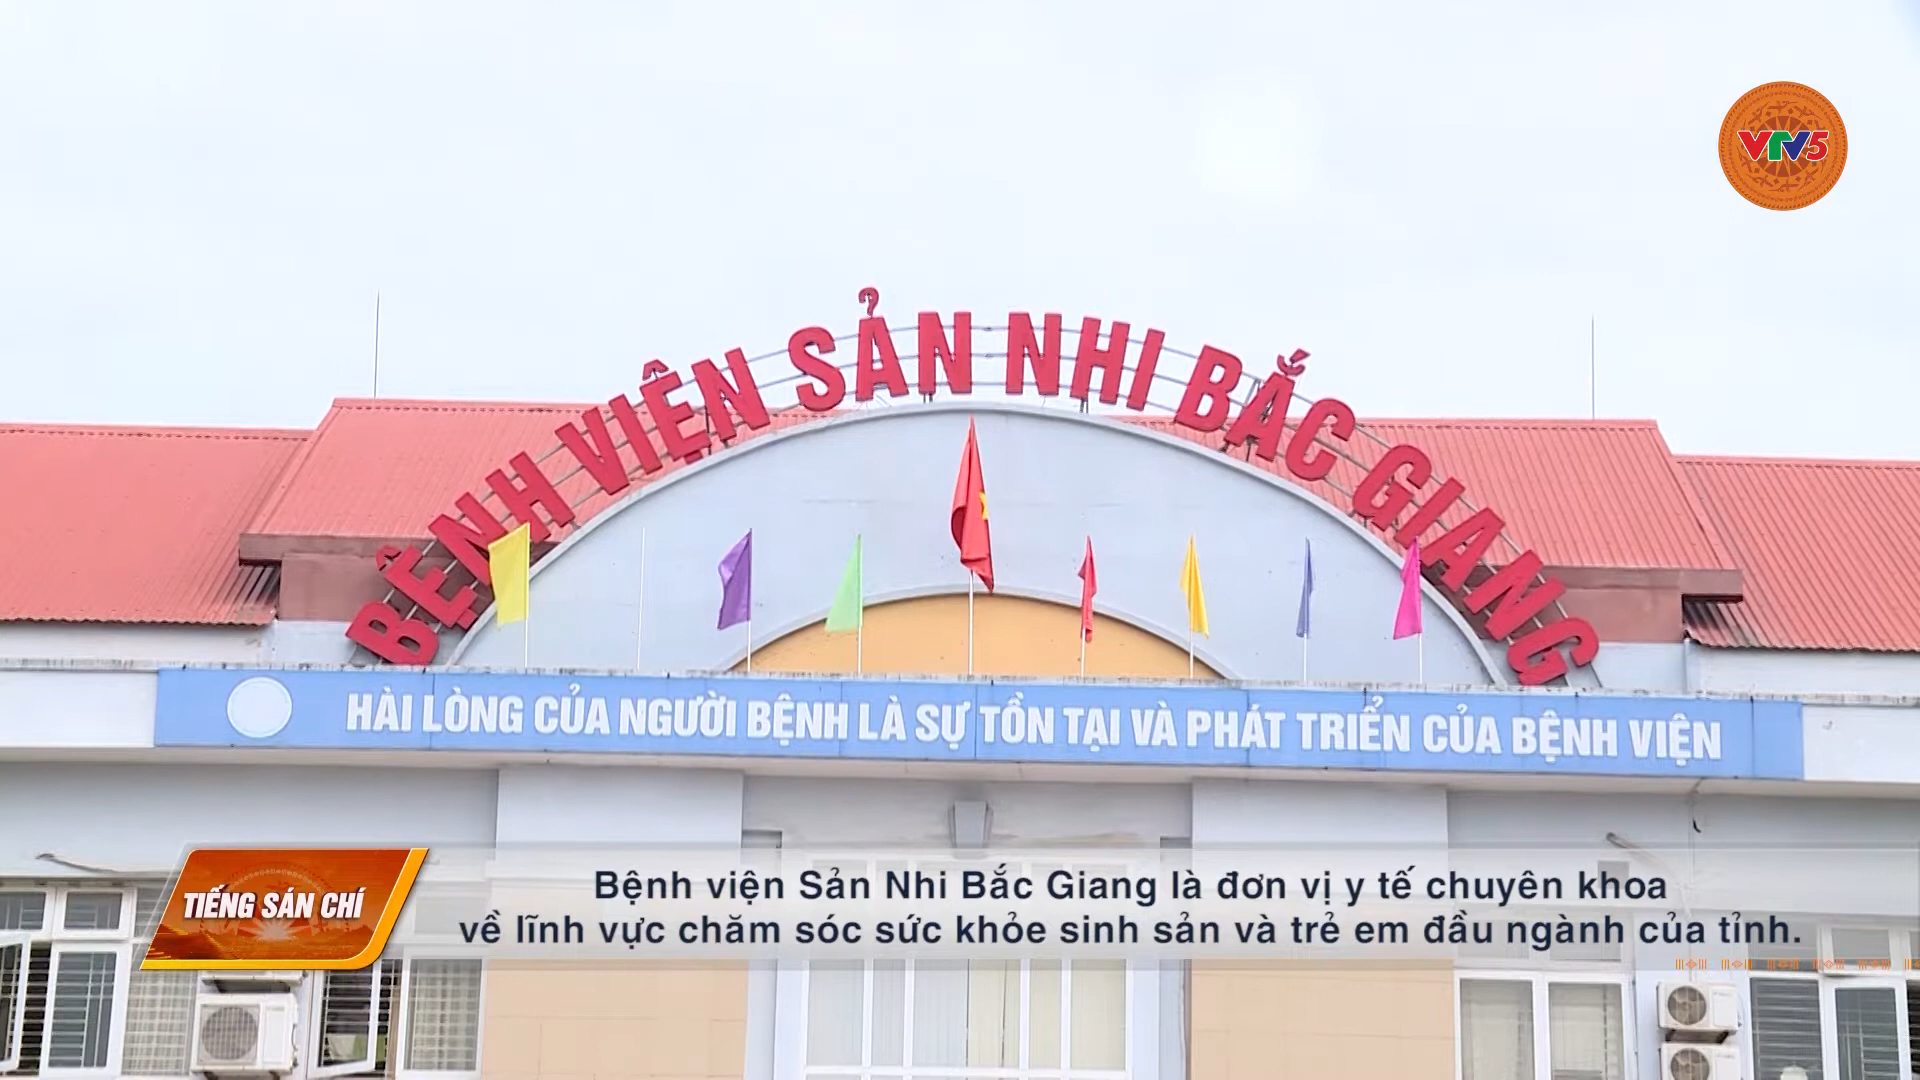 VTV5
BỆNH VIỆN SẢN NHI BẮC GIANG
HÀI LÒNG CỦA NGƯỜI BỆNH LÀ SỰ TỒN TẠI VÀ PHÁT TRIỂN CỦA BỆNH VIỆN
TIẾNG SÁN CHÍ
Bệnh viện Sản Nhi Bắc Giang là đơn vị y tế chuyên khoa
về lĩnh vực chăm sóc sức khỏe sinh sản và trẻ em đầu ngành của tỉnh.